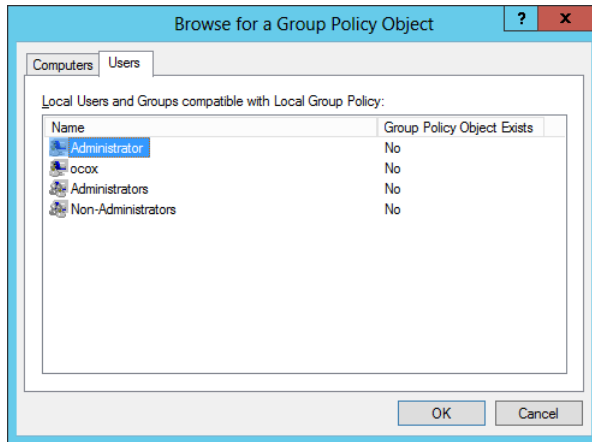 Browse for a Group Policy Object
? x
Computers Users
Local Users and Groups compatible with Local Group Policy:
Name Group Policy Object Exists
Administrator No
ocox No
Administrators No
Non-Administrators No
OK Cancel